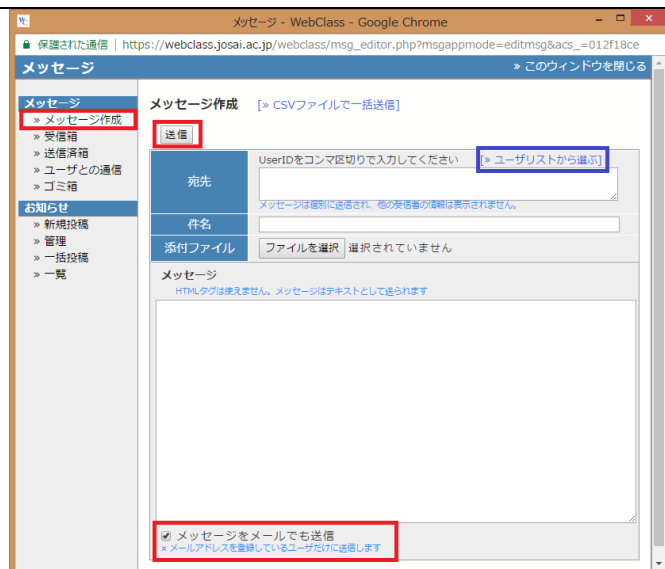 メッセージ - WebClass - Google Chrome
保護された通信 | https://webclass.josai.ac.jp/webclass/msg_editor.php?msgappmode=editmsg&acs_=012f18ce
メッセージ
» このウィンドウを閉じる
メッセージ
» メッセージ作成
» 受信箱
» 送信済箱
» ユーザとの通信
» ゴミ箱
お知らせ
» 新規投稿
» 管理
» 一括投稿
» 一覧
メッセージ作成 [» CSVファイルで一括送信]
送信
宛先
UserIDをコンマ区切りで入力してください [» ユーザリストから選ぶ]
メッセージは個別に送信され、他の受信者の情報は表示されません。
件名
添付ファイル ファイルを選択 選択されていません
メッセージ
HTMLタグは使えません。メッセージはテキストとして送られます
メッセージをメールでも送信
× メールアドレスを登録しているユーザだけに送信します